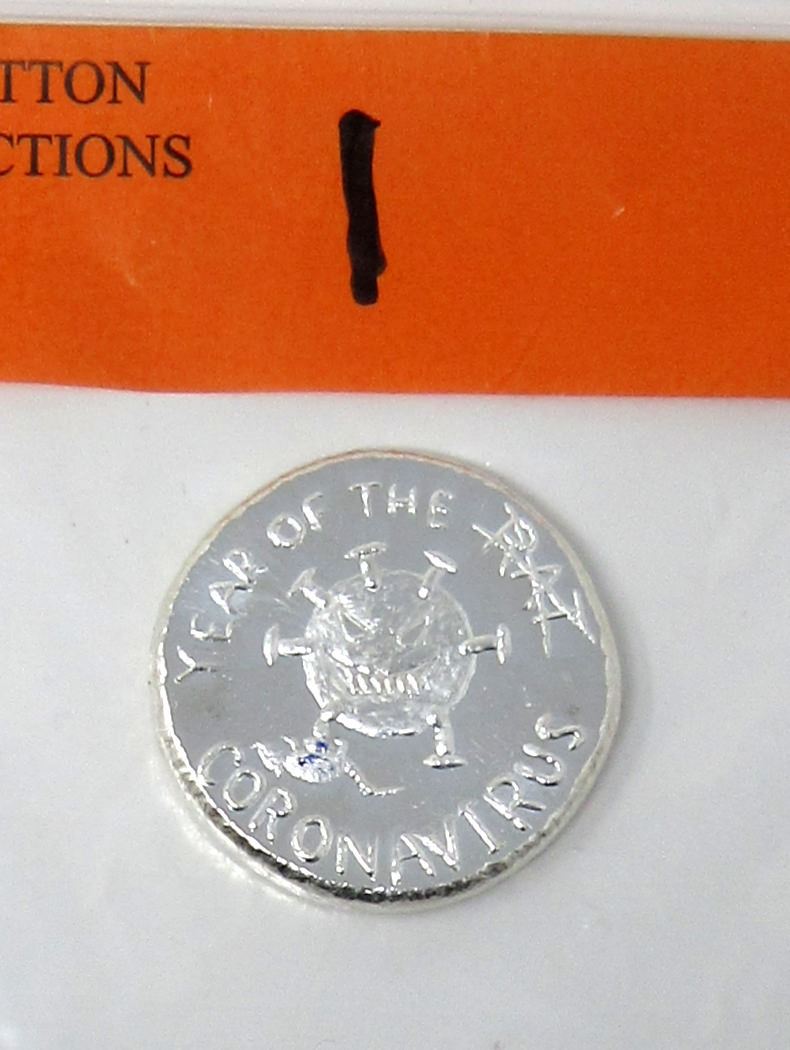 TTON
CTIONS
1
YEAR OF THE RAT
CORONAVIRUS